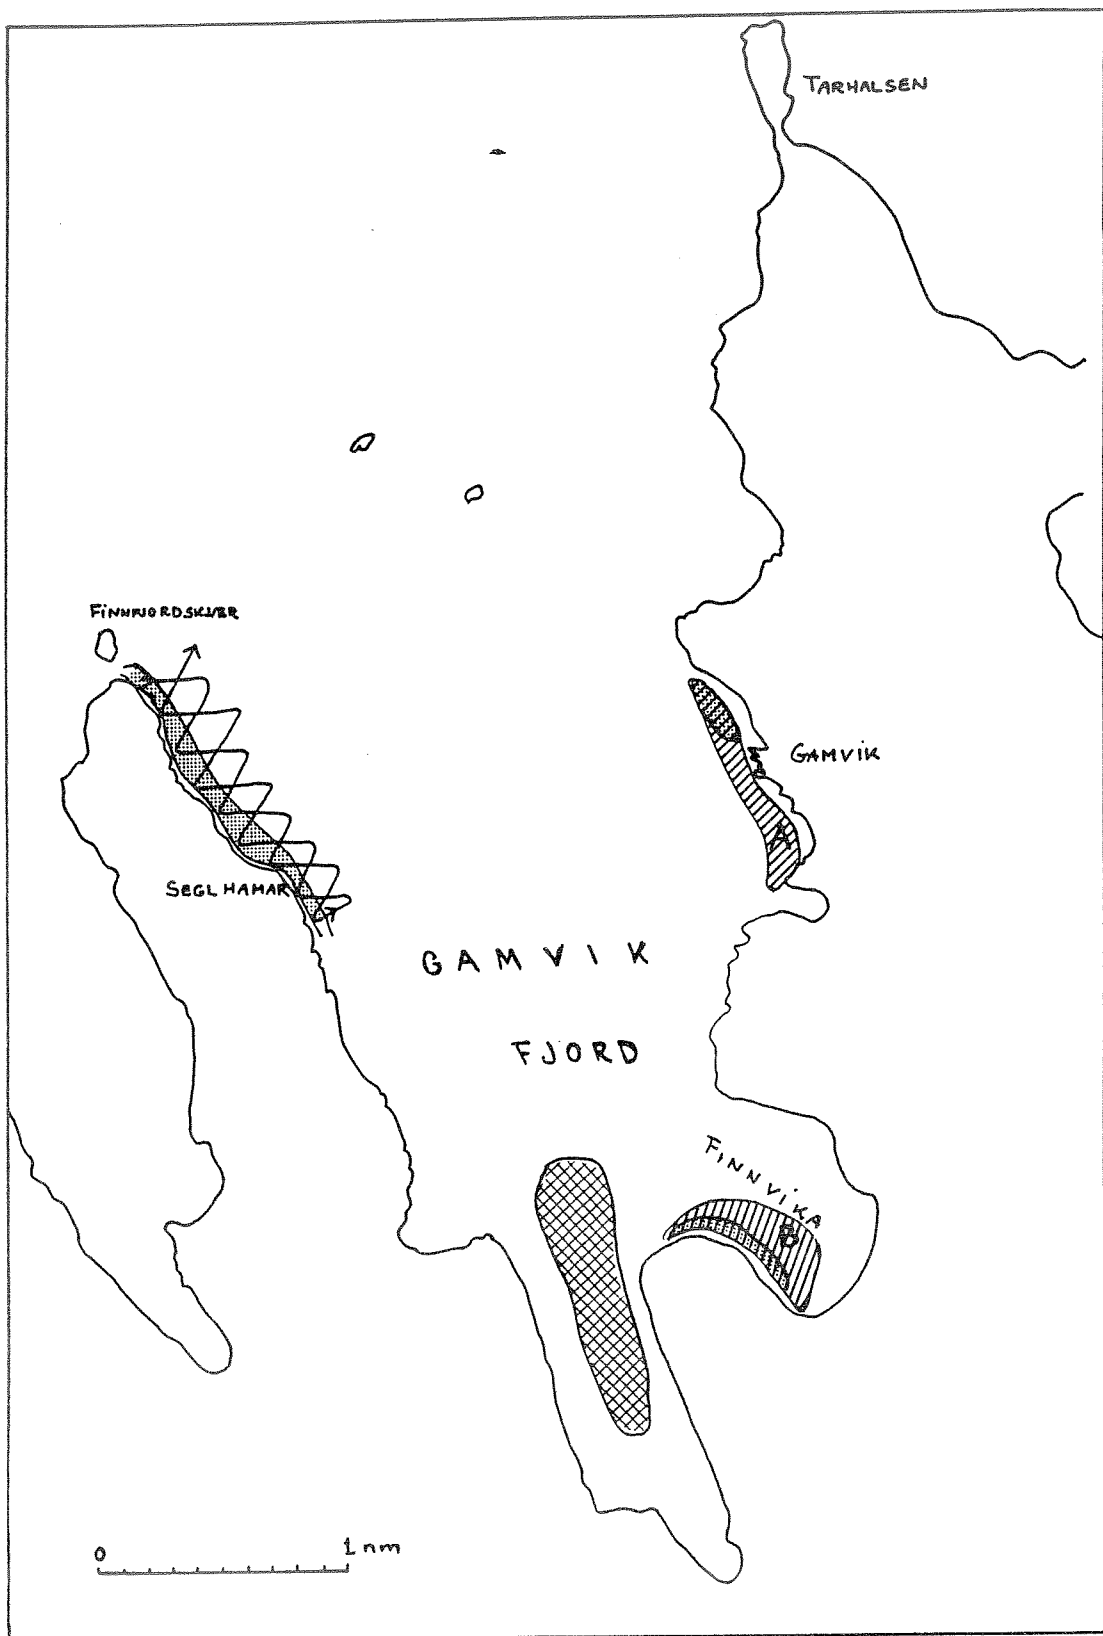 TARHALSEN
FINNFJORDSKJÆR
GAMVIK
A
SEGLHAMAR
GAMVIK
FJORD
FINNVIKA
B
0 1 nm